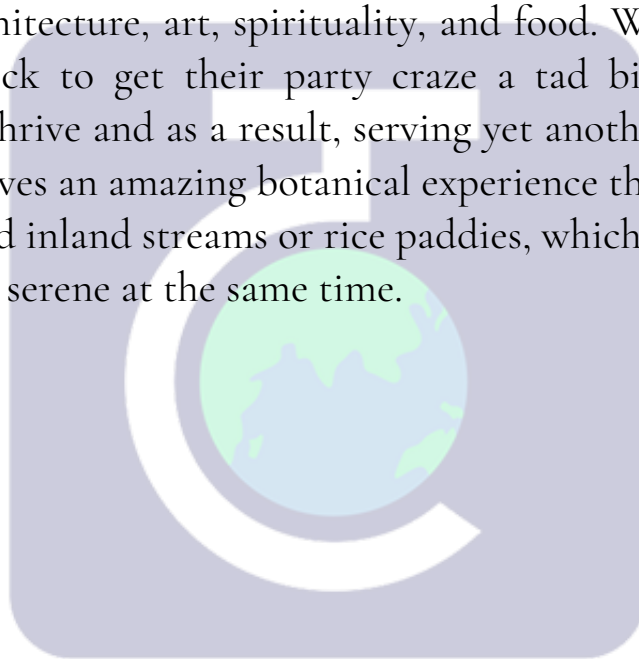 hitecture, art, spirituality, and food. W
ck to get their party craze a tad bi
hrive and as a result, serving yet anoth
ves an amazing botanical experience th
d inland streams or rice paddies, which
serene at the same time.